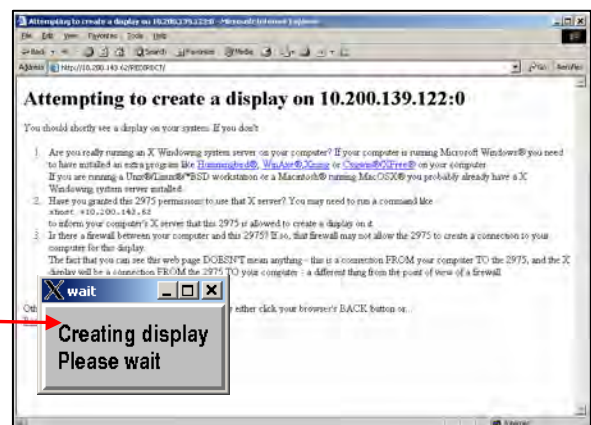 Attempting to create a display on 10.200.139.122:0 - Microsoft Internet Explorer
File Edit View Favorites Tools Help
Back Search Favorites Media
Address http://10.200.143.62/REDIRECT/
Go
Attempting to create a display on 10.200.139.122:0
You should shortly see a display on your system. If you don't
1. Are you really running an X Windowing system server on your computer? If your computer is running Microsoft Windows® you need
to have installed an extra program like Hummingbird®, WinAxe®, Xming or Cygwin®/XFree® on your computer.
If you are running a Unix®/Linux®/*BSD workstation or a Macintosh® running MacOSX® you probably already have a X
Windowing system server installed.
2. Have you granted this 2975 permissions to use that X server? You may need to run a command like
xhost +10.200.143.62
to inform your computer's X server that this 2975 is allowed to create a display on it.
3. Is there a firewall between your computer and this 2975? If so, that firewall may not allow the 2975 to create a connection to your
computer for this display.
The fact that you can see this web page DOESN'T mean anything - this is a connection FROM your computer TO the 2975, and the X
display will be a connection FROM the 2975 TO your computer - a different thing from the point of view of a firewall
either click your browser's BACK button or...
wait
Creating display
Please wait
Internet